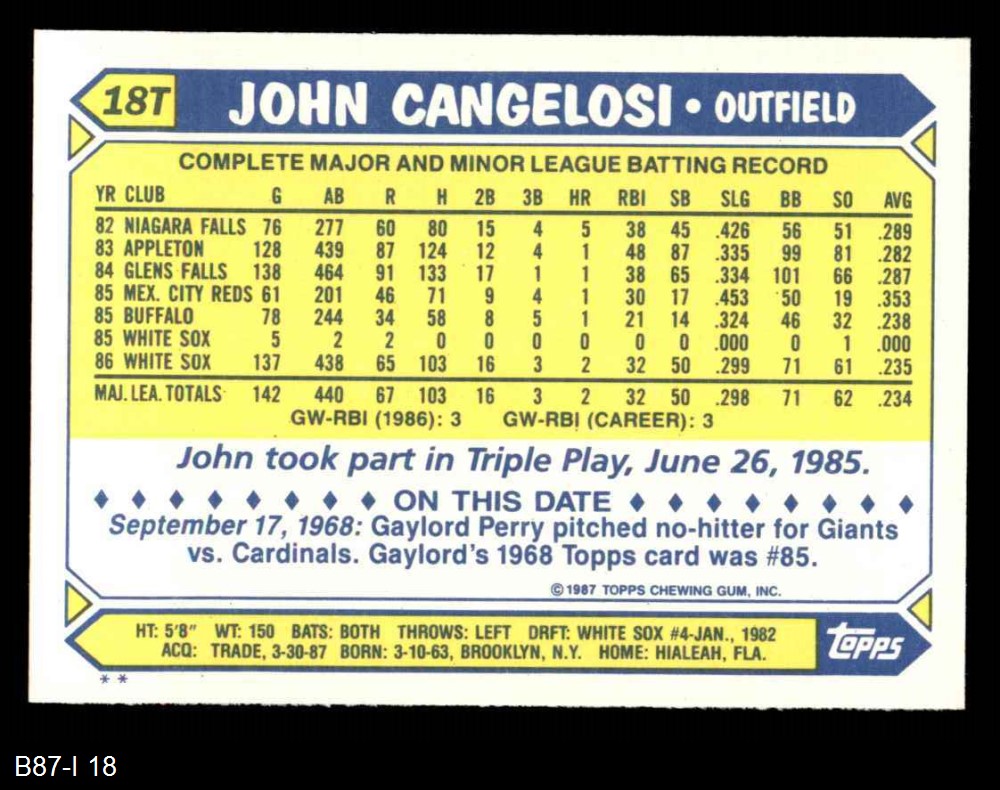 18T JOHN CANGELOSI • OUTFIELD
COMPLETE MAJOR AND MINOR LEAGUE BATTING RECORD
YR CLUB G AB R H 2B 3B HR RBI SB SLG BB SO AVG
82 NIAGARA FALLS 76 277 60 80 15 4 5 38 45 .426 56 51 .289
83 APPLETON 128 439 87 124 12 4 1 48 87 .335 99 81 .282
84 GLENS FALLS 138 464 91 133 17 1 1 38 65 .334 101 66 .287
85 MEX. CITY REDS 61 201 46 71 9 4 1 30 17 .453 50 19 .353
85 BUFFALO 78 244 34 58 8 5 1 21 14 .324 46 32 .238
85 WHITE SOX 5 2 2 0 0 0 0 0 0 .000 0 1 .000
86 WHITE SOX 137 438 65 103 16 3 2 32 50 .299 71 61 .235
MAJ. LEA. TOTALS 142 440 67 103 16 3 2 32 50 .298 71 62 .234
GW-RBI (1986): 3 GW-RBI (CAREER): 3
John took part in Triple Play, June 26, 1985.
♦ ♦ ♦ ♦ ♦ ♦ ♦ ♦ ON THIS DATE ♦ ♦ ♦ ♦ ♦ ♦ ♦ ♦
September 17, 1968: Gaylord Perry pitched no-hitter for Giants
vs. Cardinals. Gaylord's 1968 Topps card was #85.
© 1987 TOPPS CHEWING GUM, INC.
HT: 5'8" WT: 150 BATS: BOTH THROWS: LEFT DRFT: WHITE SOX #4-JAN., 1982
ACQ: TRADE, 3-30-87 BORN: 3-10-63, BROOKLYN, N.Y. HOME: HIALEAH, FLA.
topps
* *
B87-I 18